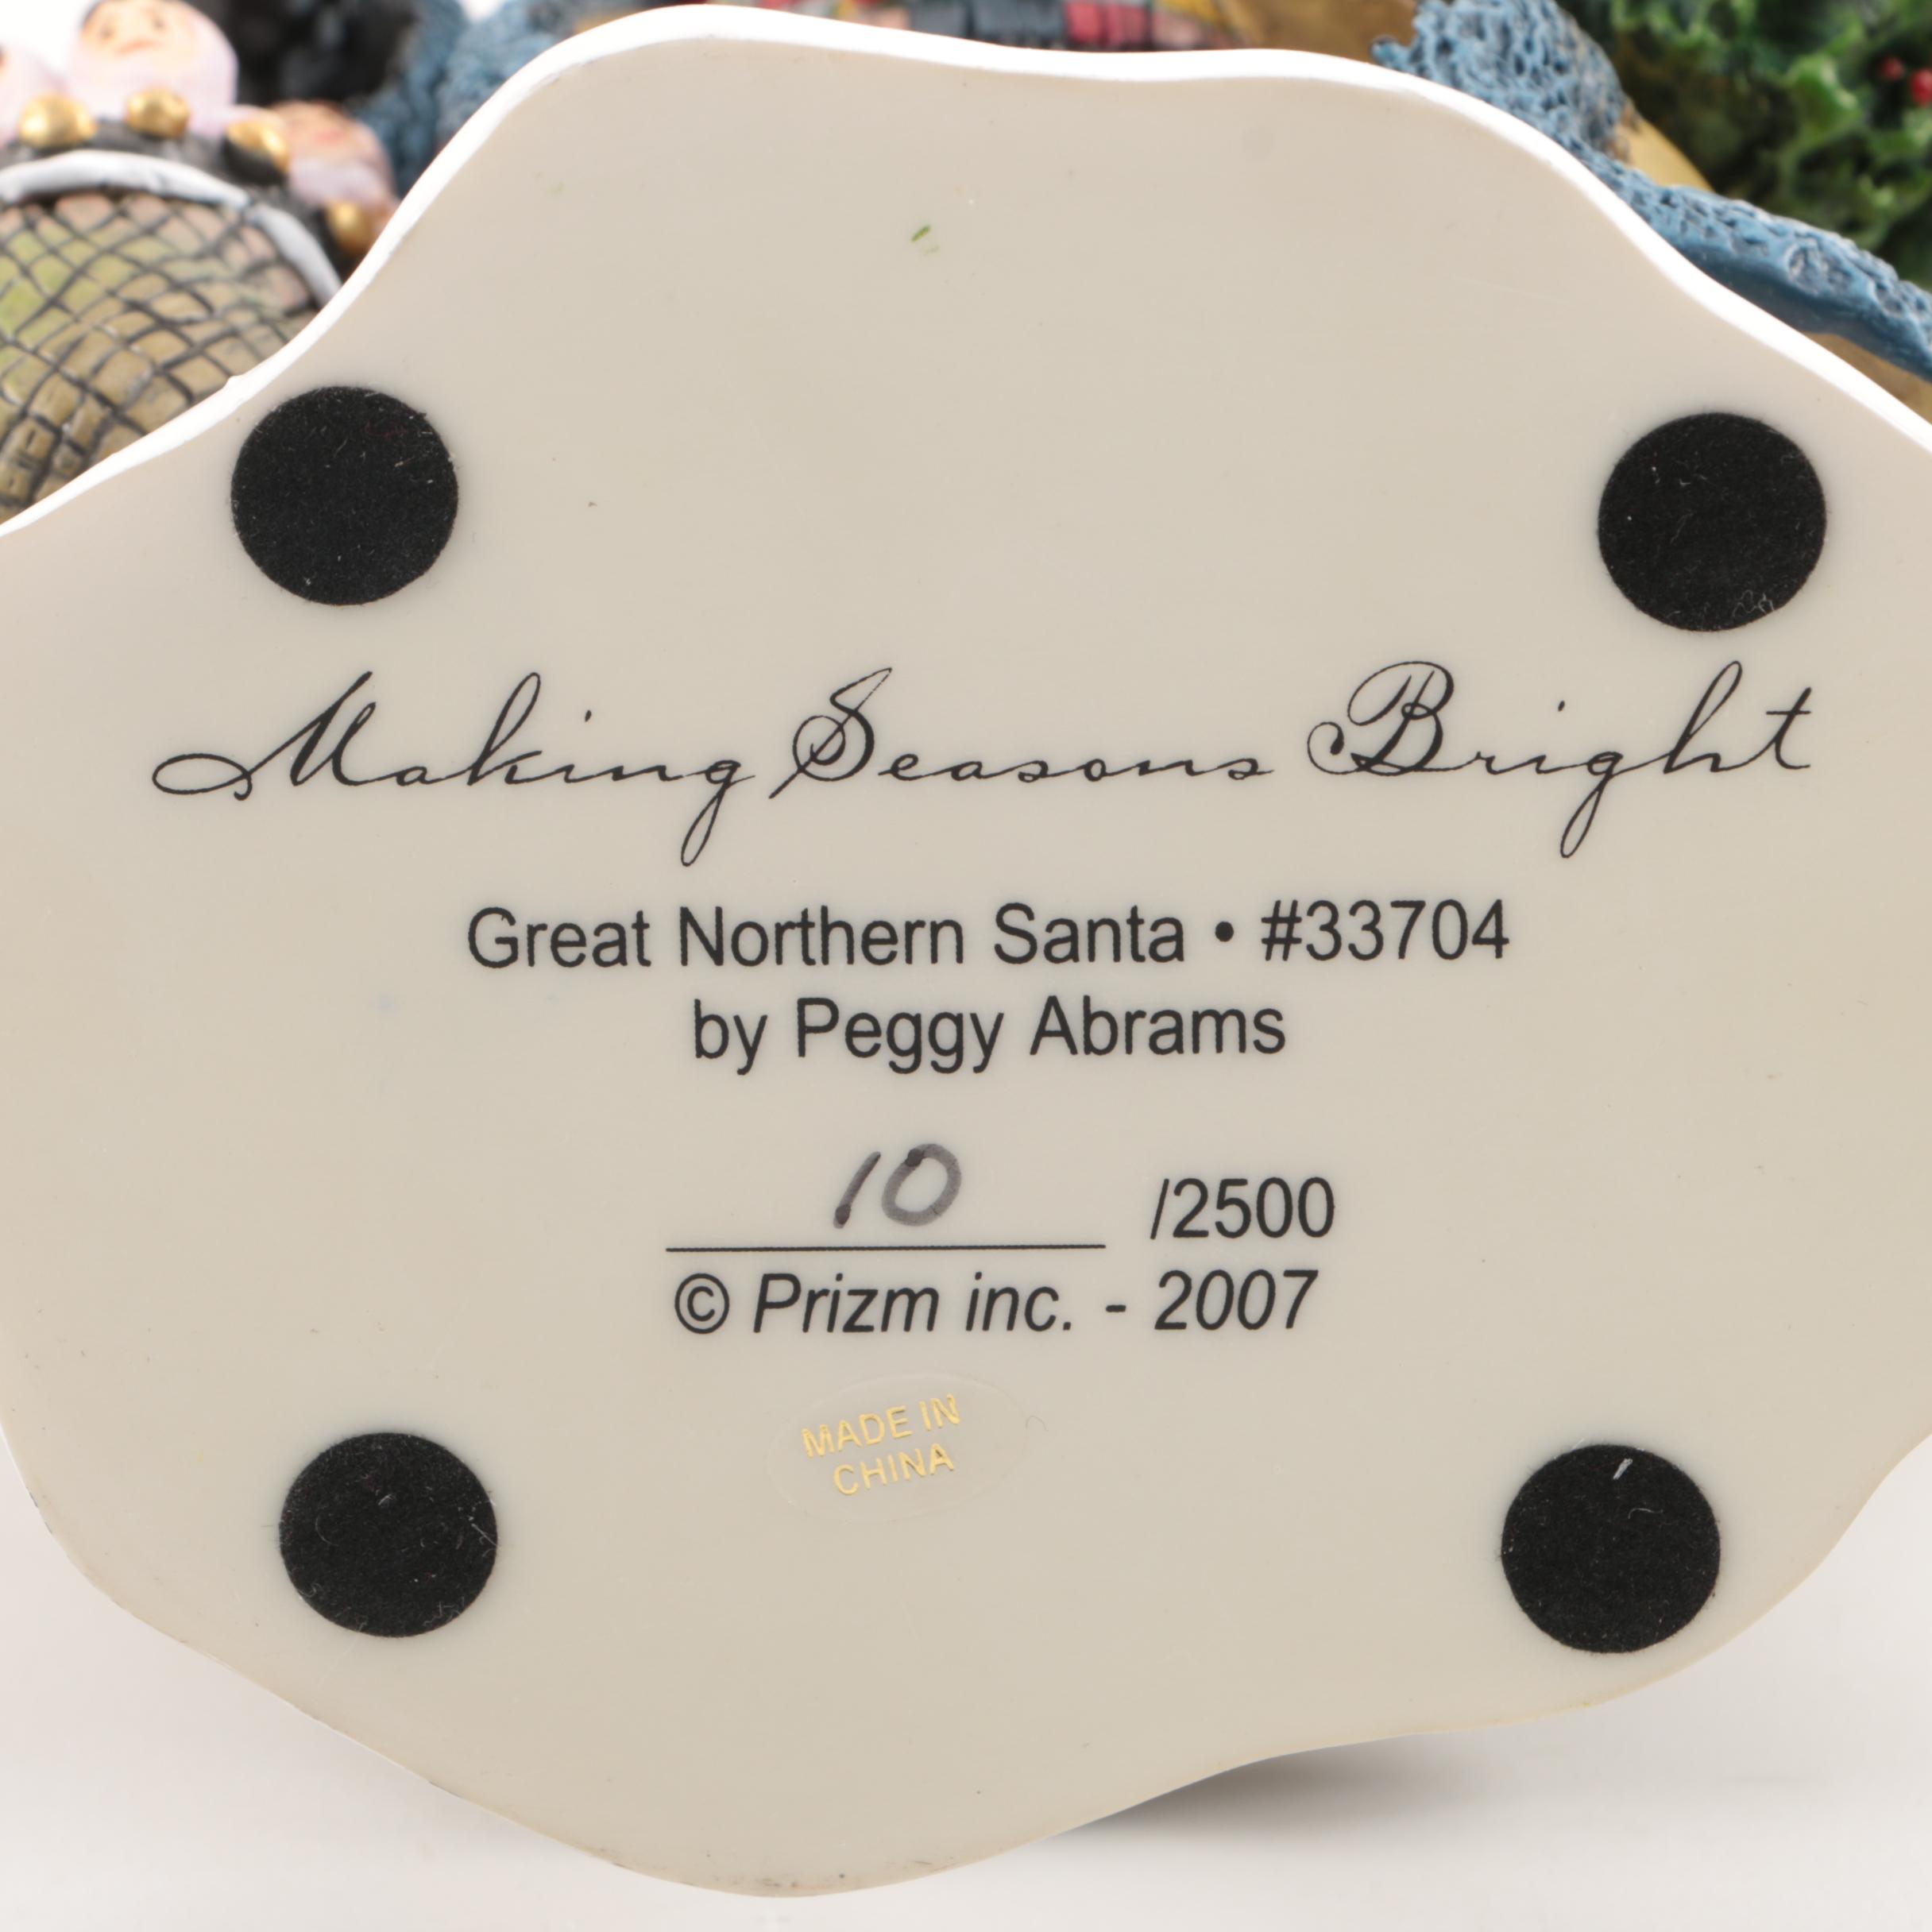 Making Seasons Bright
Great Northern Santa • #33704
by Peggy Abrams
10 /2500
© Prizm inc. - 2007
MADE IN
CHINA